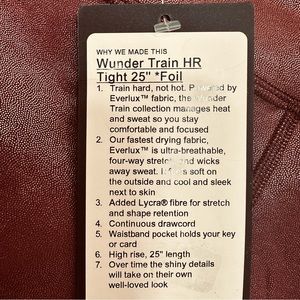 WHY WE MADE THIS
Wunder Train HR
Tight 25" *Foil
1. Train hard, not hot. Powered by
Everlux™ fabric, the Wunder
Train collection manages heat
and sweat so you stay
comfortable and focused
2. Our fastest drying fabric,
Everlux™ is ultra-breathable,
four-way stretch and wicks
away sweat. It feels soft on
the outside and cool and sleek
next to skin
3. Added Lycra® fibre for stretch
and shape retention
4. Continuous drawcord
5. Waistband pocket holds your key
or card
6. High rise, 25" length
7. Over time the shiny details
will take on their own
well-loved look